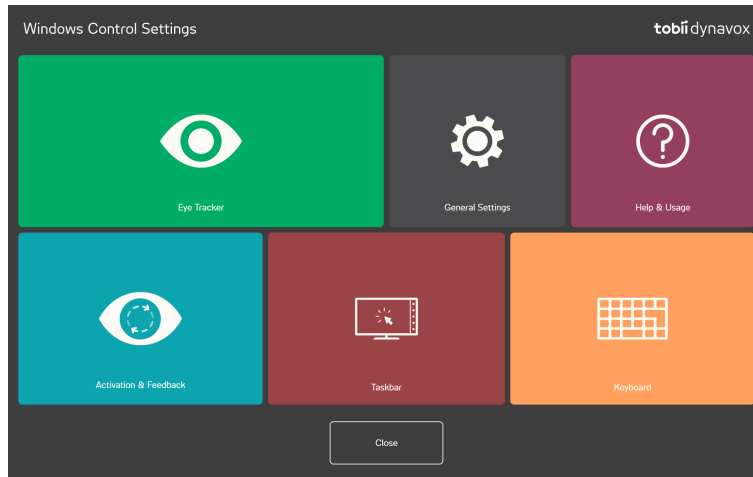 Windows Control Settings
tobii dynavox
Eye Tracker
General Settings
Help & Usage
Activation & Feedback
Taskbar
Keyboard
Close